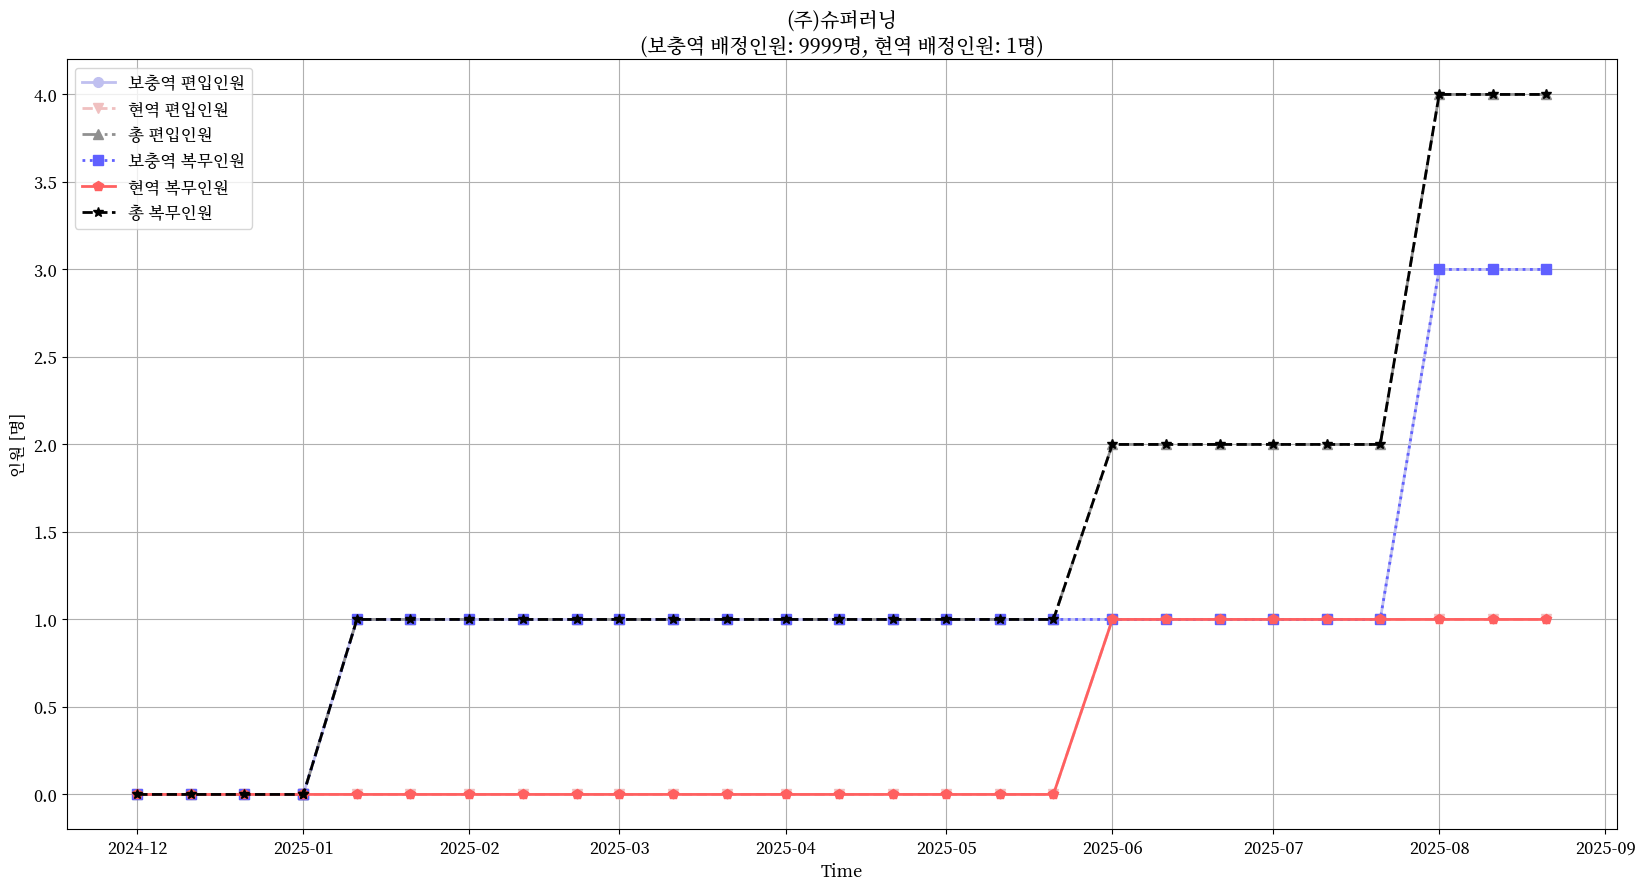 (주)슈퍼러닝
(보충역 배정인원: 9999명, 현역 배정인원: 1명)
보충역 편입인원
현역 편입인원
총 편입인원
보충역 복무인원
현역 복무인원
총 복무인원
4.0
3.5
3.0
2.5
2.0
1.5
1.0
0.5
0.0
인원 [명]
2024-12 2025-01 2025-02 2025-03 2025-04 2025-05 2025-06 2025-07 2025-08 2025-09
Time